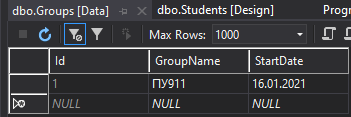 dbo.Groups [Data] dbo.Students [Design] Progr
Max Rows: 1000
Id GroupName StartDate
1 ПУ911 16.01.2021
NULL NULL NULL